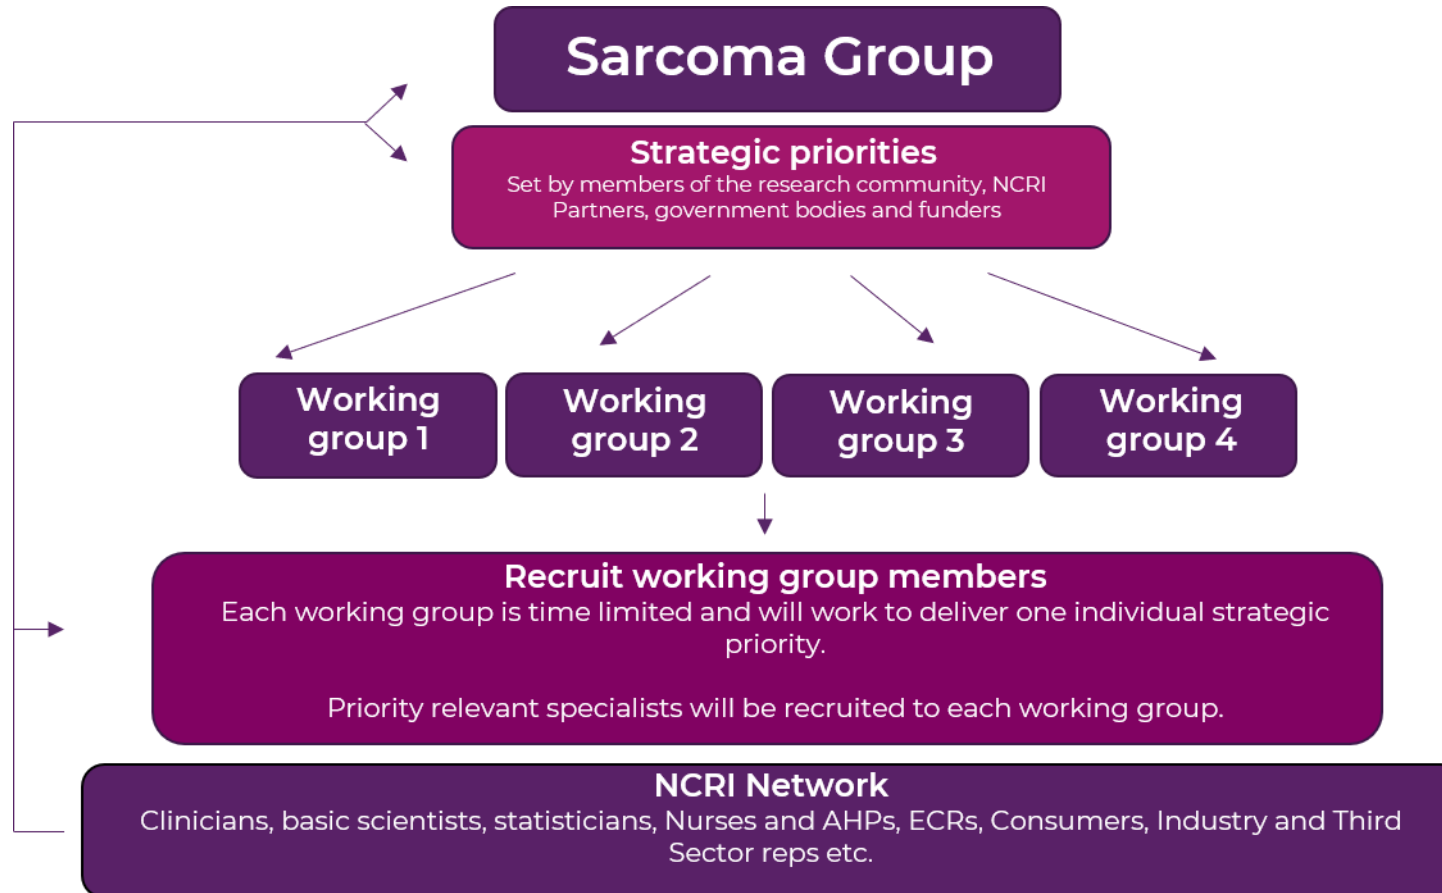 Sarcoma Group
Strategic priorities
Set by members of the research community, NCRI
Partners, government bodies and funders
Working
group 1
Working
group 2
Working
group 3
Working
group 4
Recruit working group members
Each working group is time limited and will work to deliver one individual strategic
priority.
Priority relevant specialists will be recruited to each working group.
NCRI Network
Clinicians, basic scientists, statisticians, Nurses and AHPs, ECRs, Consumers, Industry and Third
Sector reps etc.